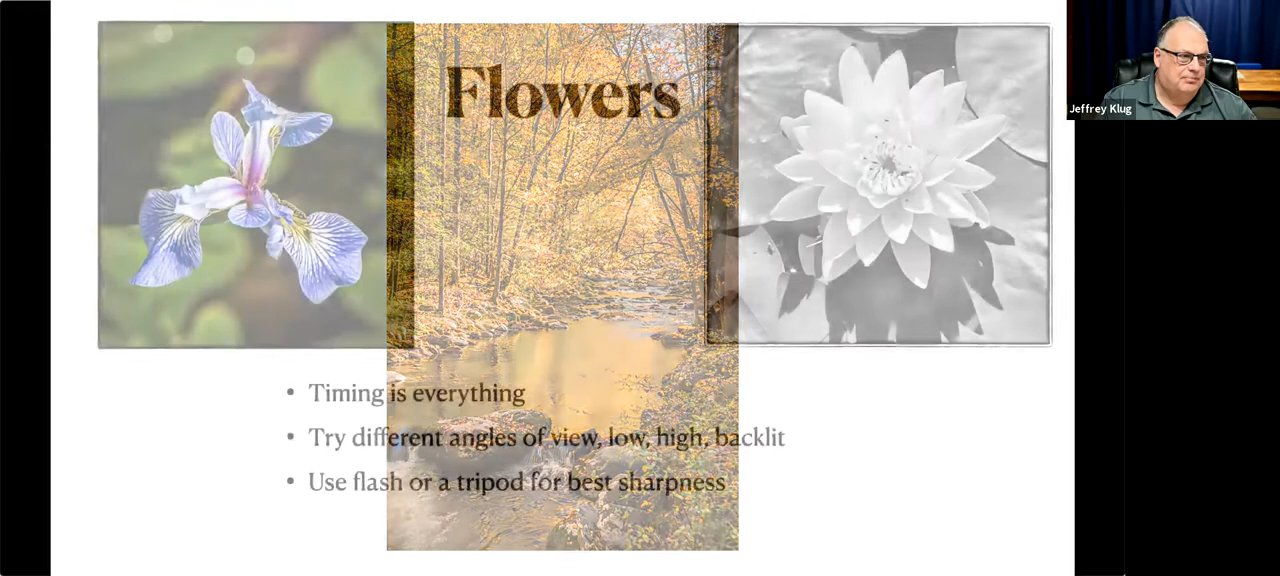 Flowers
Jeffrey Klug
• Timing is everything
• Try different angles of view, low, high, backlit
• Use flash or a tripod for best sharpness